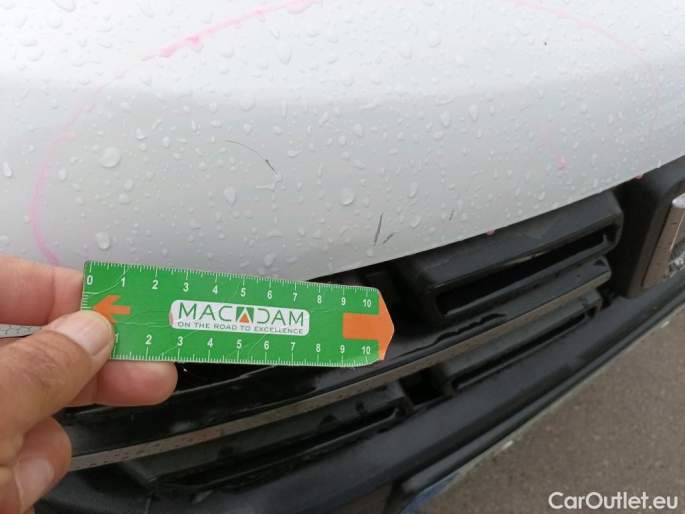 0 1 2 3 4 5 6 7 8 9 10
MACADAM
ON THE ROAD TO EXCELLENCE
1 2 3 4 5 6 7 8 9 10
CarOutlet.eu